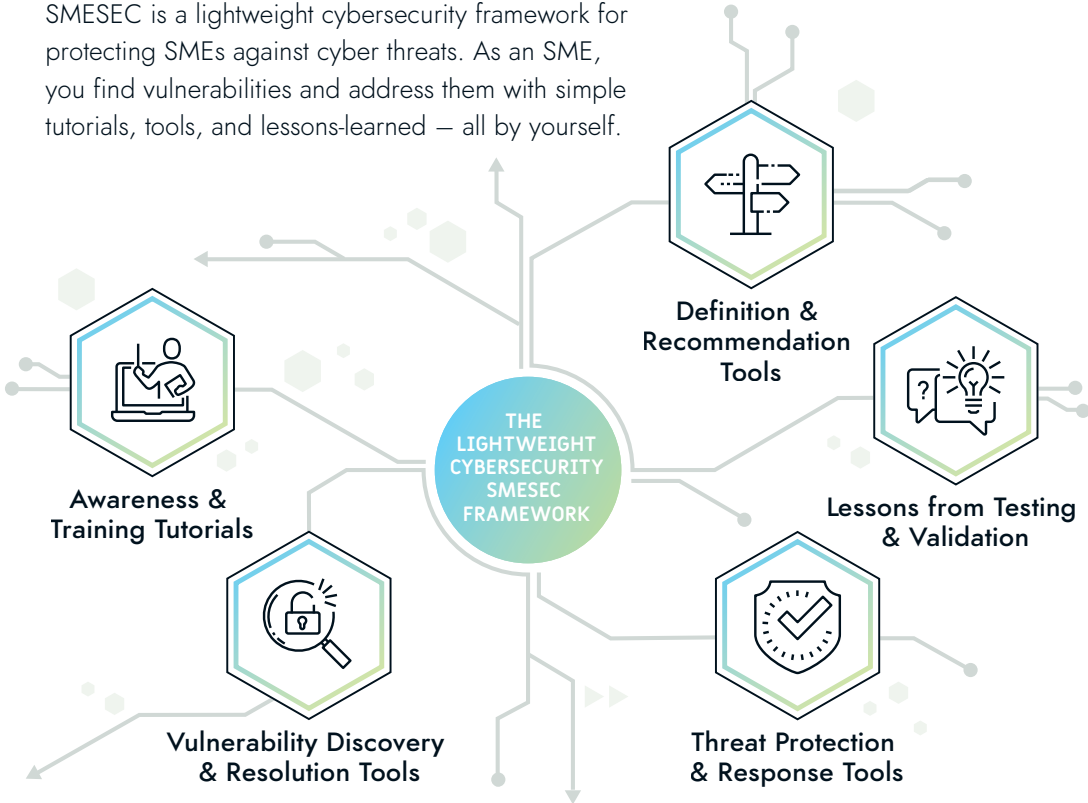 SMESEC is a lightweight cybersecurity framework for
protecting SMEs against cyber threats. As an SME,
you find vulnerabilities and address them with simple
tutorials, tools, and lessons-learned – all by yourself.
Definition &
Recommendation
Tools
?
Lessons from Testing
& Validation
THE
LIGHTWEIGHT
CYBERSECURITY
SMESEC
FRAMEWORK
Awareness &
Training Tutorials
Vulnerability Discovery
& Resolution Tools
Threat Protection
& Response Tools